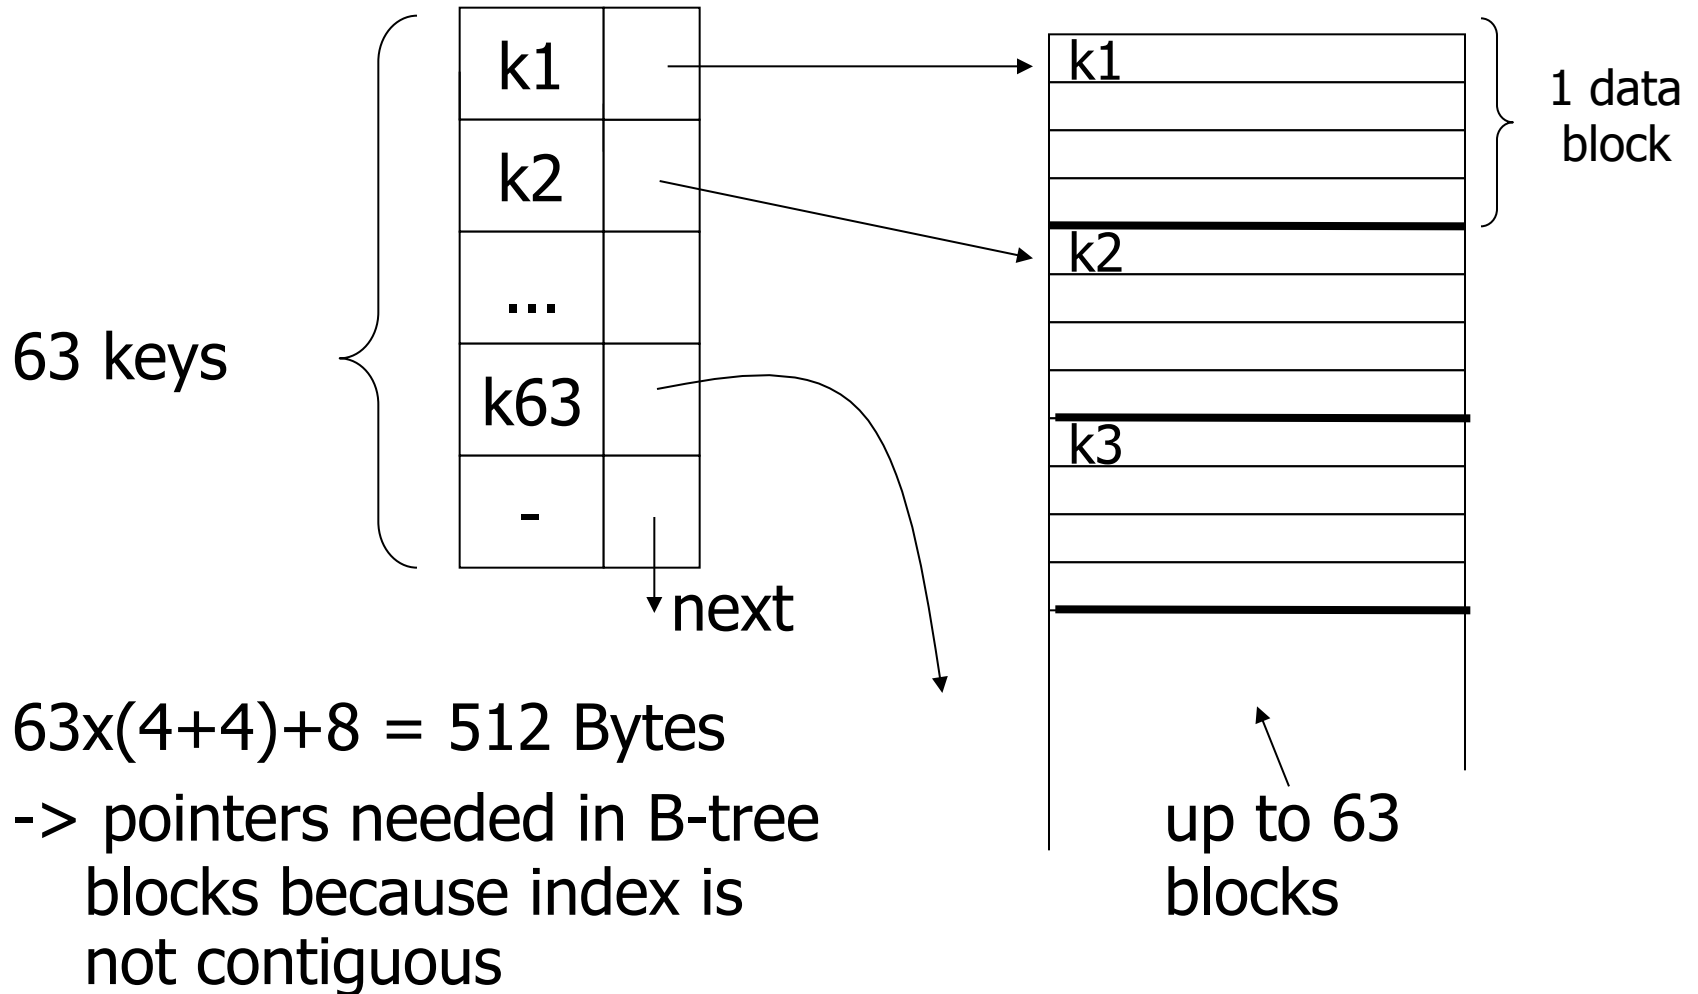 k1
k2
...
k63
-
63 keys
next
k1
k2
k3
1 data
block
63x(4+4)+8 = 512 Bytes
-> pointers needed in B-tree
blocks because index is
not contiguous
up to 63
blocks